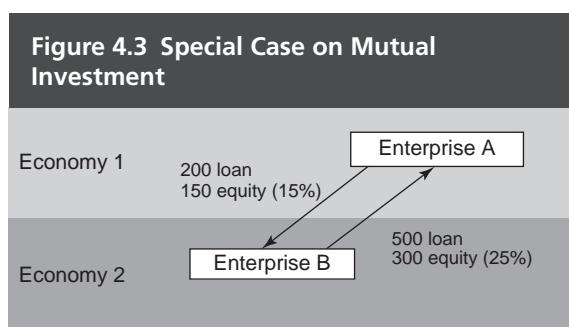 Figure 4.3 Special Case on Mutual
Investment
Economy 1
Enterprise A
200 loan
150 equity (15%)
500 loan
300 equity (25%)
Enterprise B
Economy 2